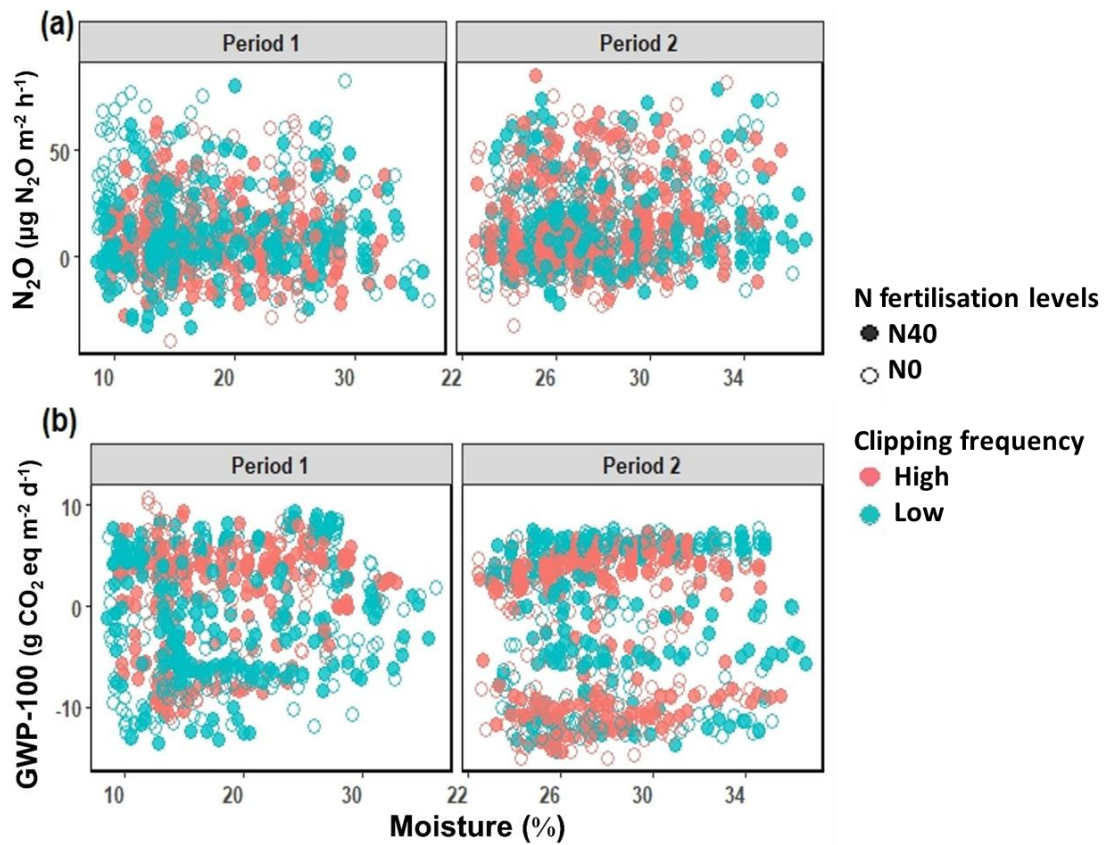 (a)
Period 1
Period 2
N₂O (µg N₂O m⁻² h⁻¹)
50
0
10
20
30
22
26
30
34
N fertilisation levels
N40
N0
Clipping frequency
High
Low
(b)
Period 1
Period 2
GWP-100 (g CO₂ eq m⁻² d⁻¹)
10
0
-10
10
20
30
22
26
30
34
Moisture (%)